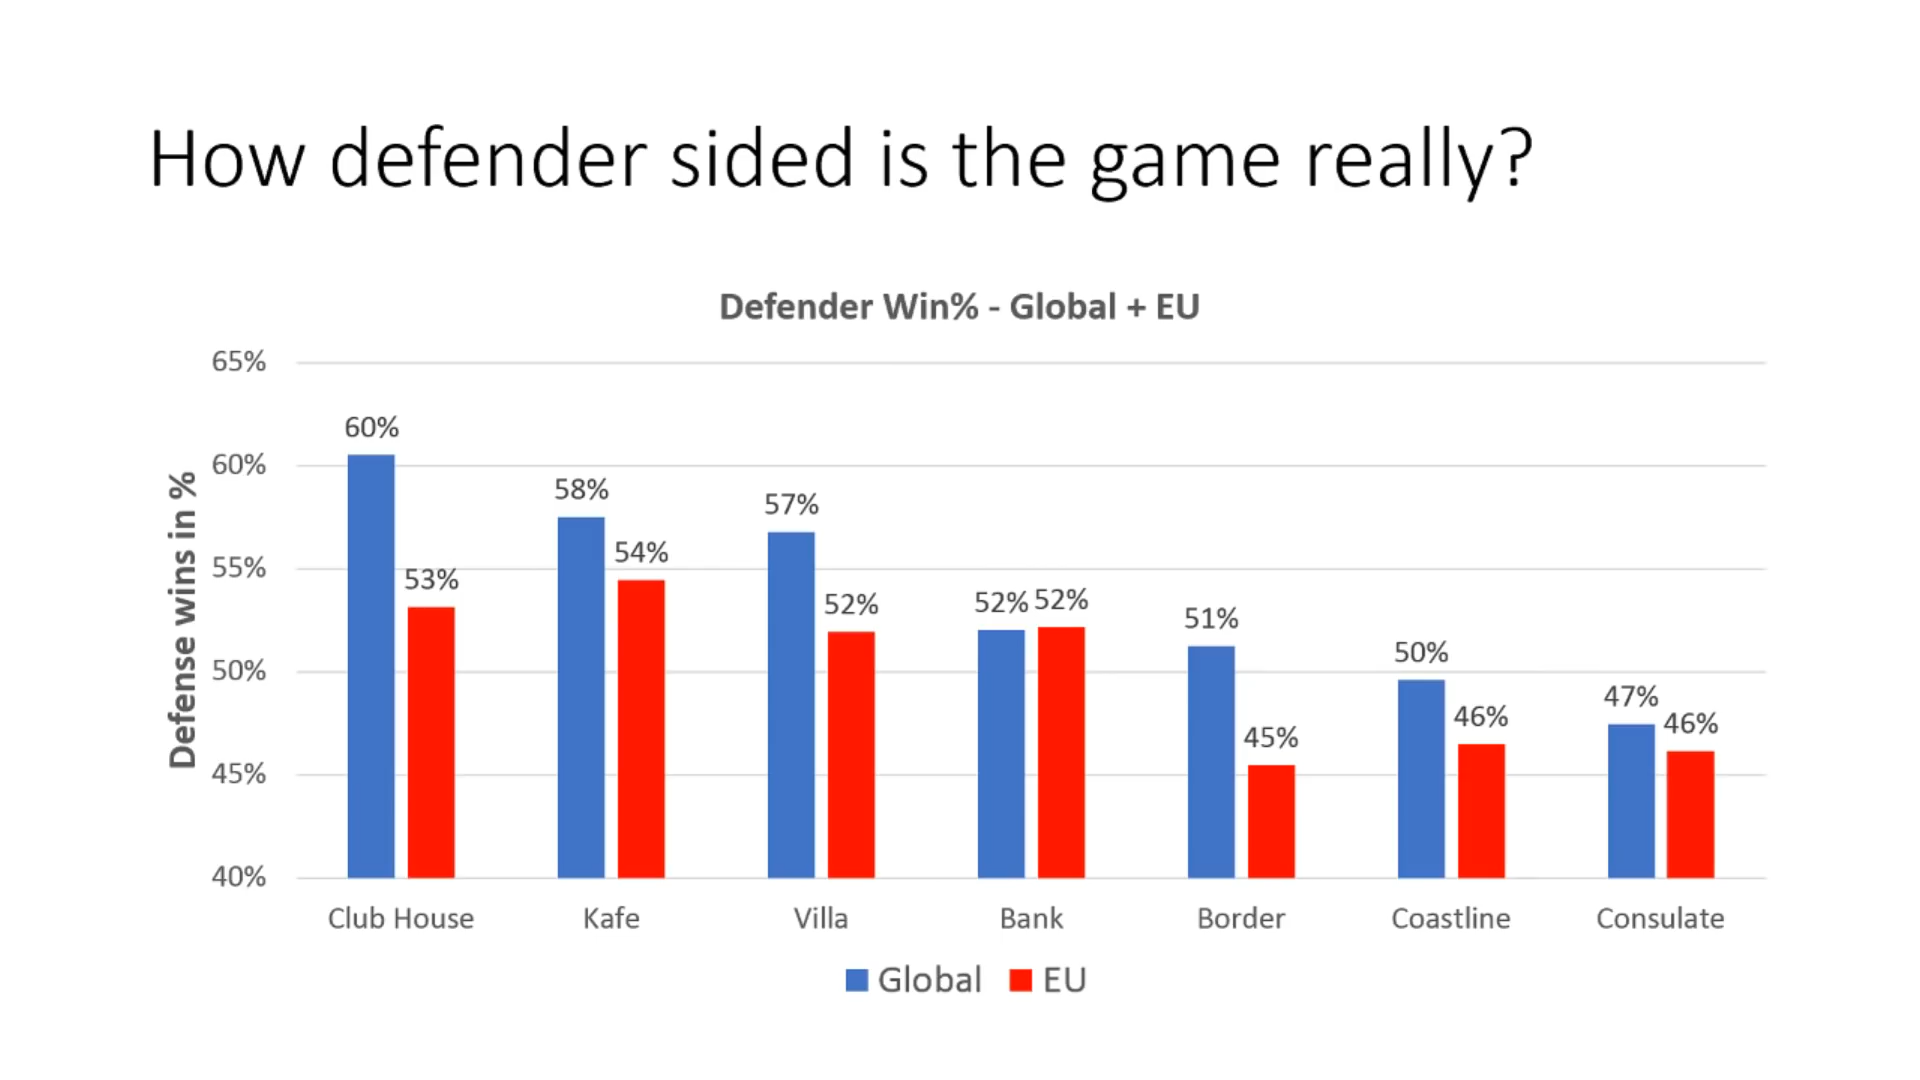 How defender sided is the game really?
Defender Win% - Global + EU
Defense wins in %
65%
60%
55%
50%
45%
40%
60%
53%
58%
54%
57%
52%
52%
52%
51%
45%
50%
46%
47%
46%
Club House
Kafe
Villa
Bank
Border
Coastline
Consulate
Global
EU